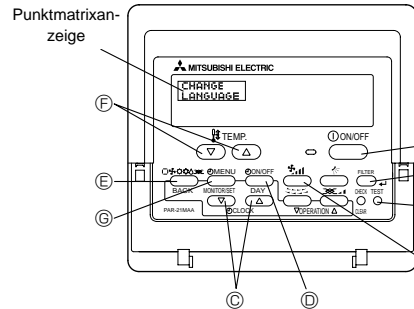 Punktmatrixan-
zeige
MITSUBISHI ELECTRIC
CHANGE
LANGUAGE
F
TEMP.
ON/OFF
E
MENU
ON/OFF
FILTER
BACK
MONITOR/SET
DAY
CHECK TEST
PAR-21MAA
CLOCK
OPERATION
CLEAR
G
C
D